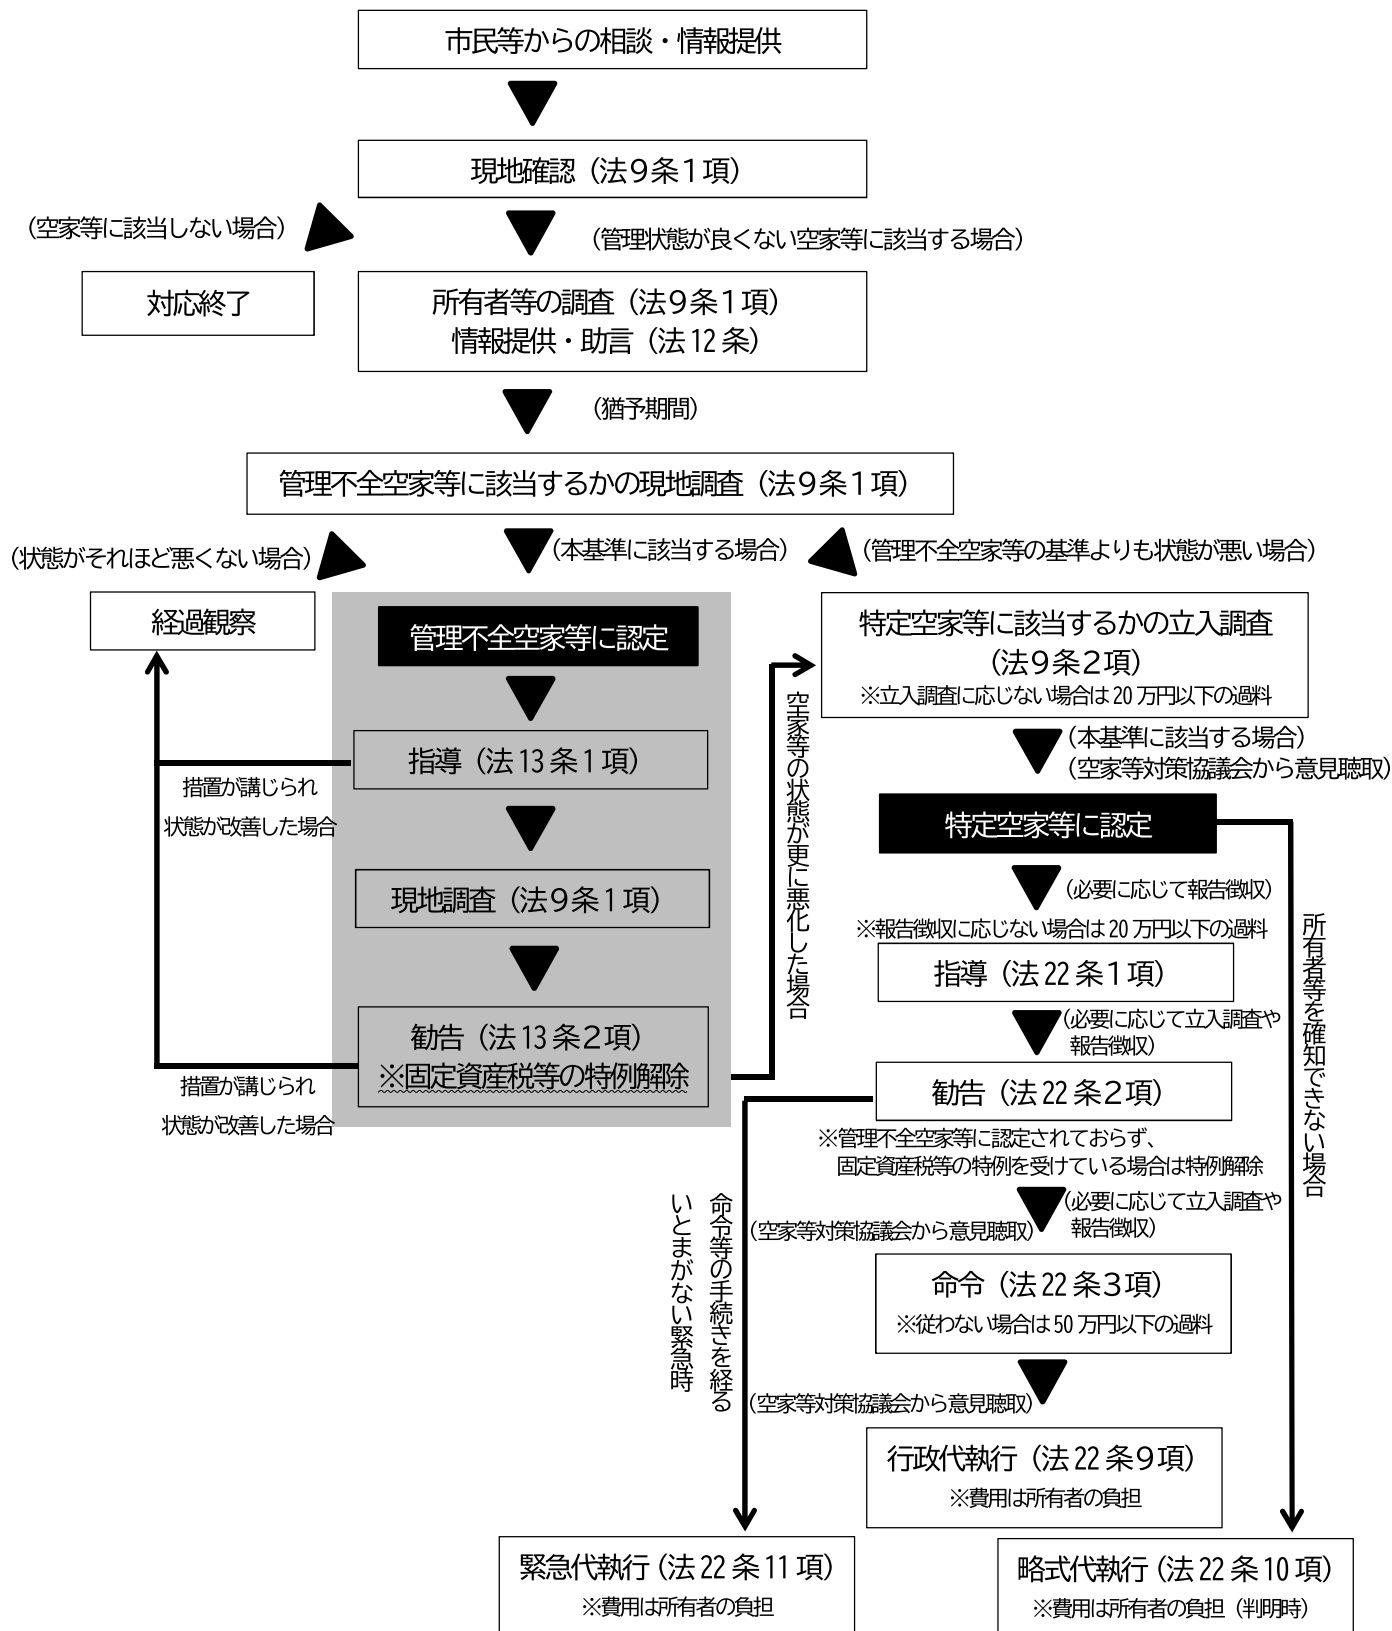 市民等からの相談・情報提供
現地確認（法９条１項）
（空家等に該当しない場合）
（管理状態が良くない空家等に該当する場合）
対応終了
所有者等の調査（法９条１項）
情報提供・助言（法 12 条）
（猶予期間）
管理不全空家等に該当するかの現地調査（法９条１項）
（状態がそれほど悪くない場合）
（本基準に該当する場合）
（管理不全空家等の基準よりも状態が悪い場合）
経過観察
管理不全空家等に認定
指導（法 13 条１項）
措置が講じられ
状態が改善した場合
現地調査（法９条１項）
勧告（法 13 条２項）
※固定資産税等の特例解除
措置が講じられ
状態が改善した場合
空家等の状態が更に悪化した場合
特定空家等に該当するかの立入調査
（法９条２項）
※立入調査に応じない場合は 20 万円以下の過料
（本基準に該当する場合）
（空家等対策協議会から意見聴取）
特定空家等に認定
（必要に応じて報告徴収）
※報告徴収に応じない場合は 20 万円以下の過料
指導（法 22 条１項）
（必要に応じて立入調査や
報告徴収）
勧告（法 22 条２項）
※管理不全空家等に認定されておらず、
固定資産税等の特例を受けている場合は特例解除
（必要に応じて立入調査や
報告徴収）
（空家等対策協議会から意見聴取）
命令（法 22 条３項）
※従わない場合は 50 万円以下の過料
（空家等対策協議会から意見聴取）
行政代執行（法 22 条９項）
※費用は所有者の負担
所有者等を確知できない場合
命令等の手続きを経る
いとまがない緊急時
緊急代執行（法 22 条 11 項）
※費用は所有者の負担
略式代執行（法 22 条 10 項）
※費用は所有者の負担（判明時）